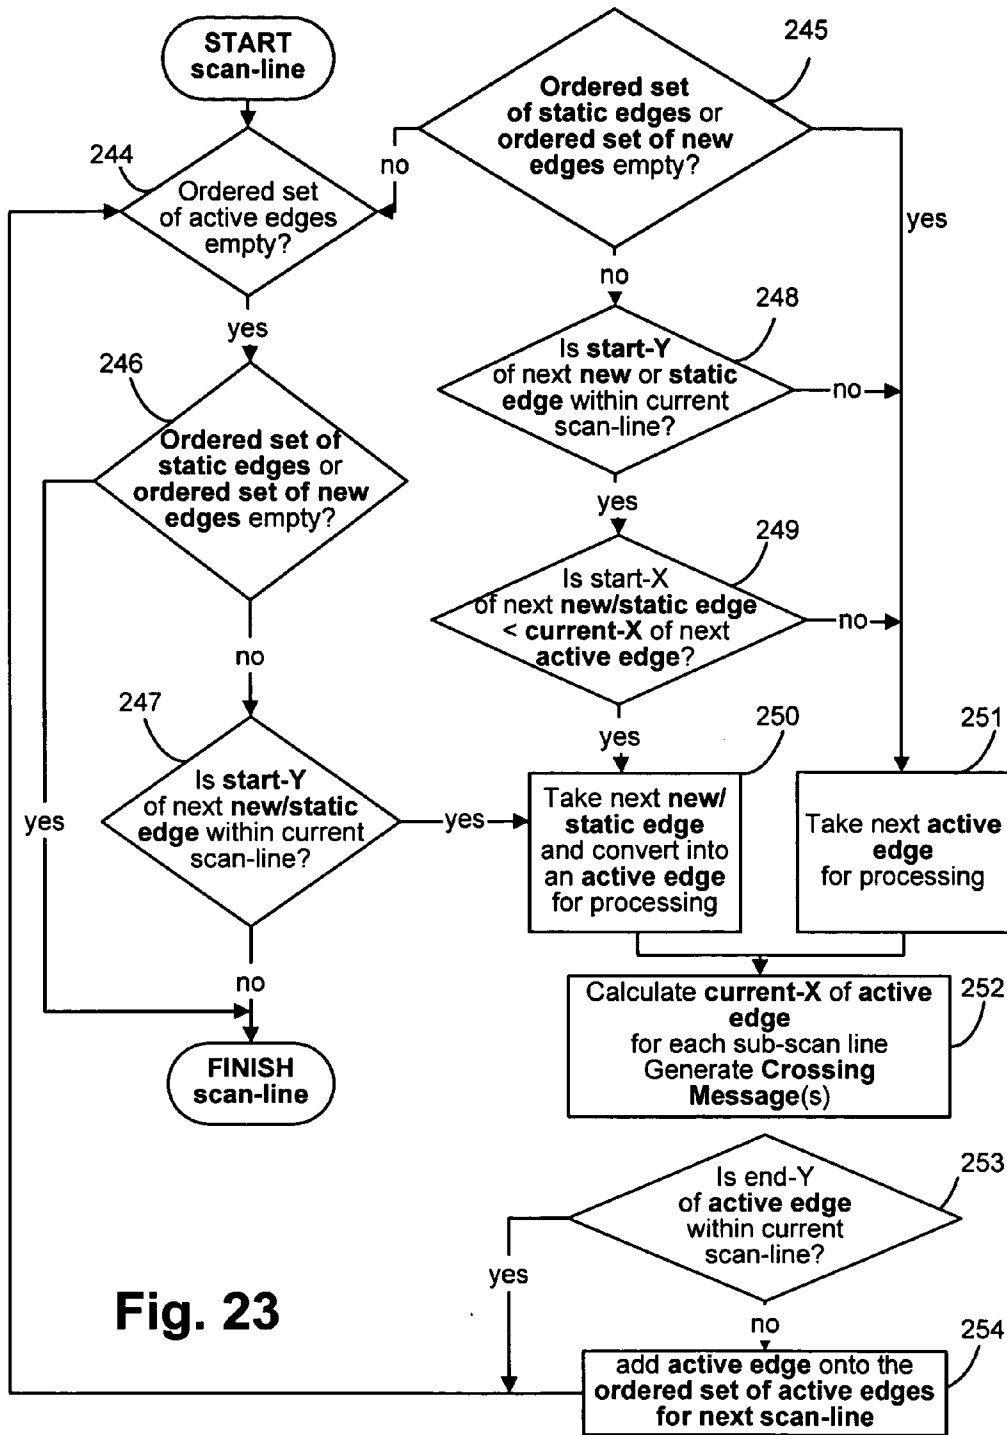 START
scan-line
244
Ordered set
of active edges
empty?
no
245
Ordered set
of static edges or
ordered set of new
edges empty?
yes
yes
246
Ordered set of
static edges or
ordered set of new
edges empty?
no
248
Is start-Y
of next new or static
edge within current
scan-line?
no
yes
249
Is start-X
of next new/static edge
< current-X of next
active edge?
no
yes
no
yes
247
Is start-Y
of next new/static
edge within current
scan-line?
yes
250
Take next new/
static edge
and convert into
an active edge
for processing
251
Take next active
edge
for processing
no
FINISH
scan-line
252
Calculate current-X of active
edge
for each sub-scan line
Generate Crossing
Message(s)
253
Is end-Y
of active edge
within current
scan-line?
yes
no
254
add active edge onto the
ordered set of active edges
for next scan-line
Fig. 23